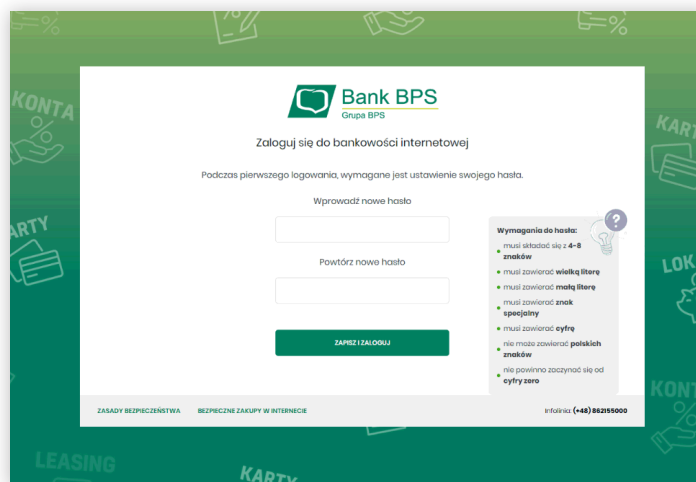 KONTA
KARTY
Bank BPS
Grupa BPS
Zaloguj się do bankowości internetowej
Podczas pierwszego logowania, wymagane jest ustawienie swojego hasła.
Wprowadź nowe hasło
Powtórz nowe hasło
ZAPISZ I ZALOGUJ
?
Wymagania do hasła:
musi składać się z 4-8
znaków
musi zawierać wielką literę
musi zawierać małą literę
musi zawierać znak
specjalny
musi zawierać cyfrę
nie może zawierać polskich
znaków
nie powinno zaczynać się od
cyfry zero
ZASADY BEZPIECZEŃSTWA BEZPIECZNE ZAKUPY W INTERNECIE
Infolinia: (+48) 862155000
LEASING
KARTY